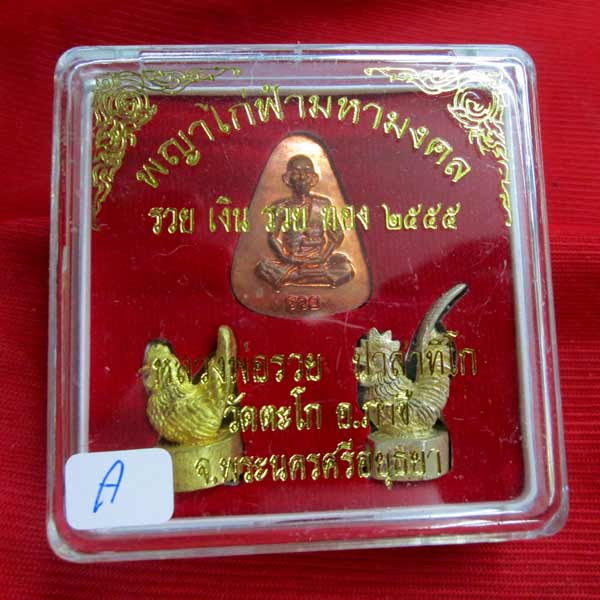 พญาไก่ฟ้ามหามงคล
รวย เงิน รวย ทอง ๒๕๕๕
รวย
หลวงพ่อรวย ปาสาทิโก
วัดตะโก อ.ภาชี
จ.พระนครศรีอยุธยา
A